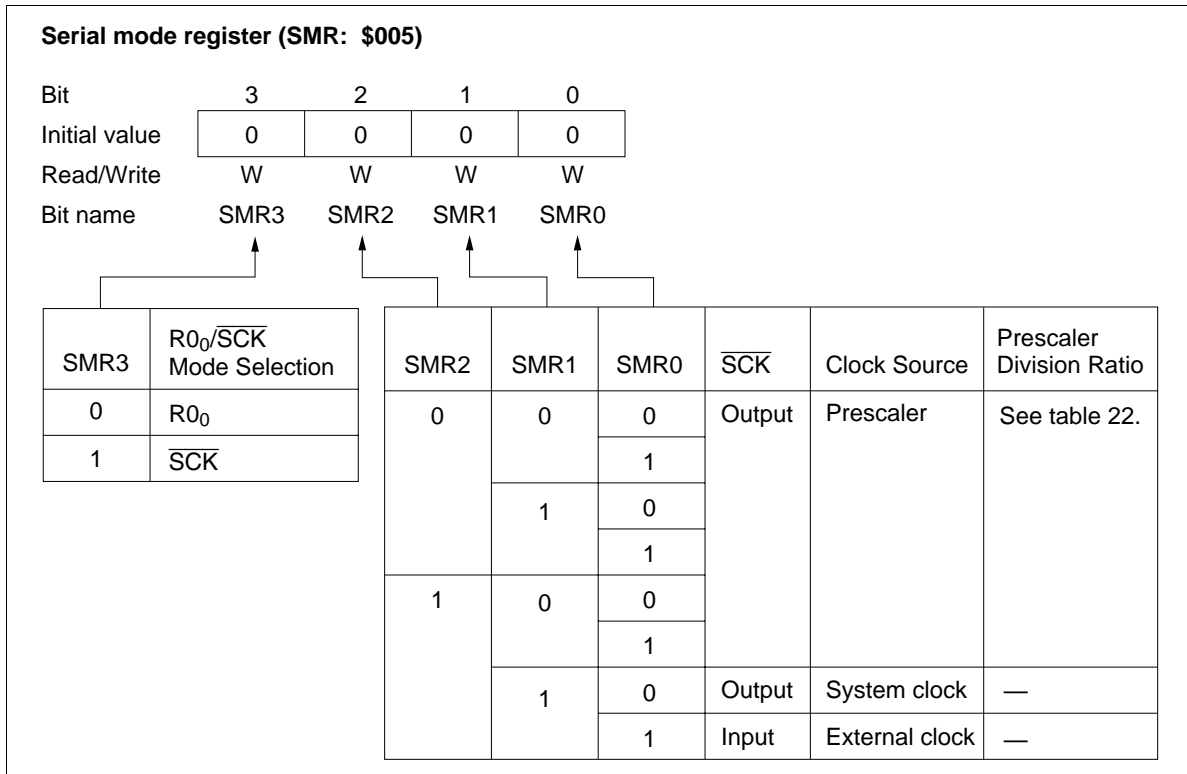 Serial mode register (SMR: $005)
Bit 3 2 1 0
Initial value 0 0 0 0
Read/Write W W W W
Bit name SMR3 SMR2 SMR1 SMR0
SMR3 R0₀/S̅C̅K̅ Mode Selection
0 R0₀
1 S̅C̅K̅
SMR2 SMR1 SMR0 S̅C̅K̅ Clock Source Prescaler Division Ratio
0 0 0 Output Prescaler See table 22.
1
1 0
1
1 0 0
1
1 0 Output System clock —
1 Input External clock —